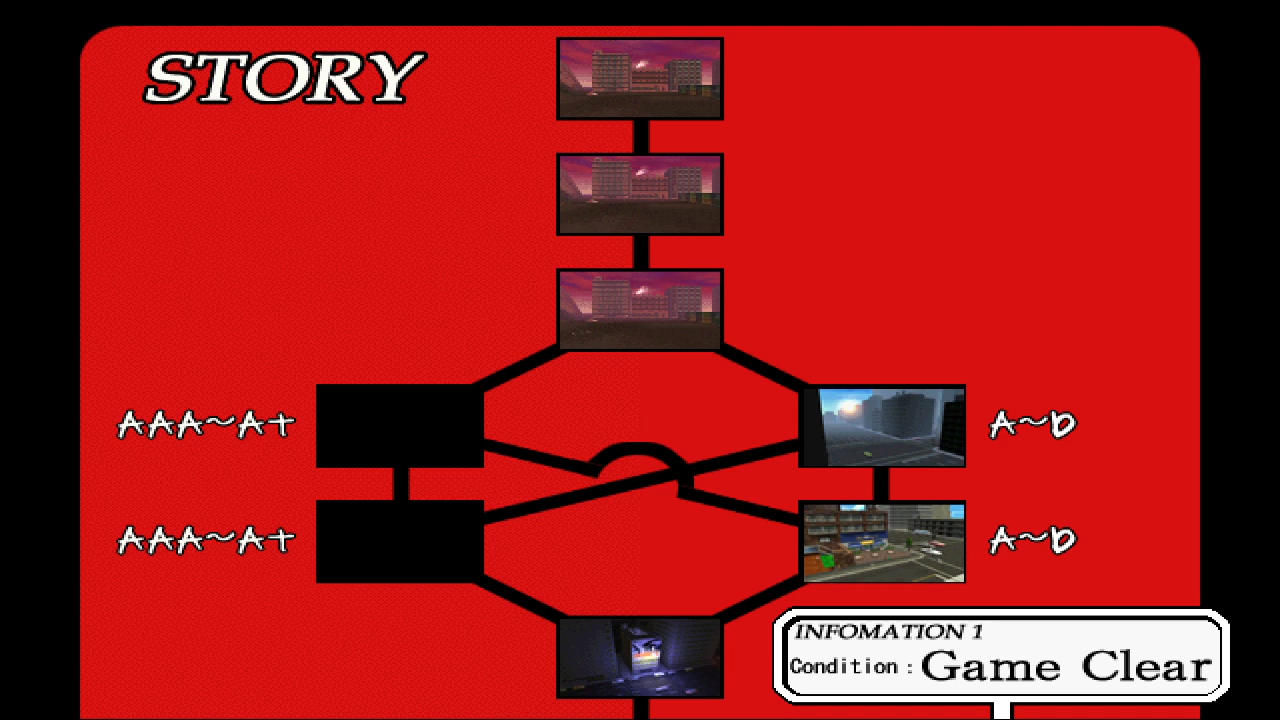 STORY
AAA~A+
A~D
AAA~A+
A~D
INFOMATION 1
Condition : Game Clear